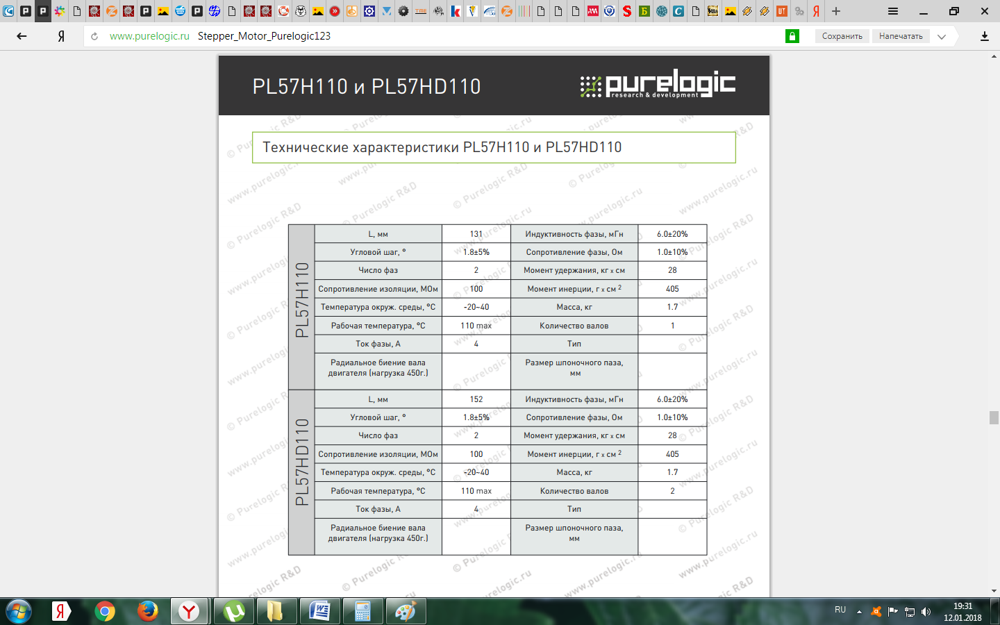 www.purelogic.ru Stepper_Motor_Purelogic123
Сохранить
Напечатать
PL57H110 и PL57HD110
purelogic
research & development
Технические характеристики PL57H110 и PL57HD110
PL57H110
L, мм 131 Индуктивность фазы, мГн 6.0±20%
Угловой шаг, ° 1.8±5% Сопротивление фазы, Ом 1.0±10%
Число фаз 2 Момент удержания, кг x см 28
Сопротивление изоляции, МОм 100 Момент инерции, г x см 2 405
Температура окруж. среды, °C -20~40 Масса, кг 1.7
Рабочая температура, °C 110 max Количество валов 1
Ток фазы, А 4 Тип
Радиальное биение вала
двигателя (нагрузка 450г.)
Размер шпоночного паза,
мм
PL57HD110
L, мм 152 Индуктивность фазы, мГн 6.0±20%
Угловой шаг, ° 1.8±5% Сопротивление фазы, Ом 1.0±10%
Число фаз 2 Момент удержания, кг x см 28
Сопротивление изоляции, МОм 100 Момент инерции, г x см 2 405
Температура окруж. среды, °C -20~40 Масса, кг 1.7
Рабочая температура, °C 110 max Количество валов 2
Ток фазы, А 4 Тип
Радиальное биение вала
двигателя (нагрузка 450г.)
Размер шпоночного паза,
мм
© Purelogic R&D
www.purelogic.ru
RU
19:31
12.01.2018